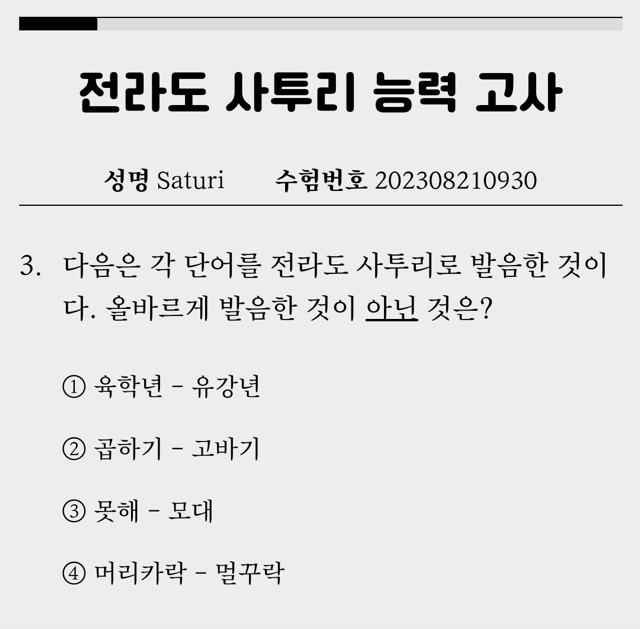 전라도 사투리 능력 고사
성명 Saturi 수험번호 202308210930
3. 다음은 각 단어를 전라도 사투리로 발음한 것이
다. 올바르게 발음한 것이 아닌 것은?
① 육학년 - 유강년
② 곱하기 - 고바기
③ 못해 - 모대
④ 머리카락 - 멀꾸락